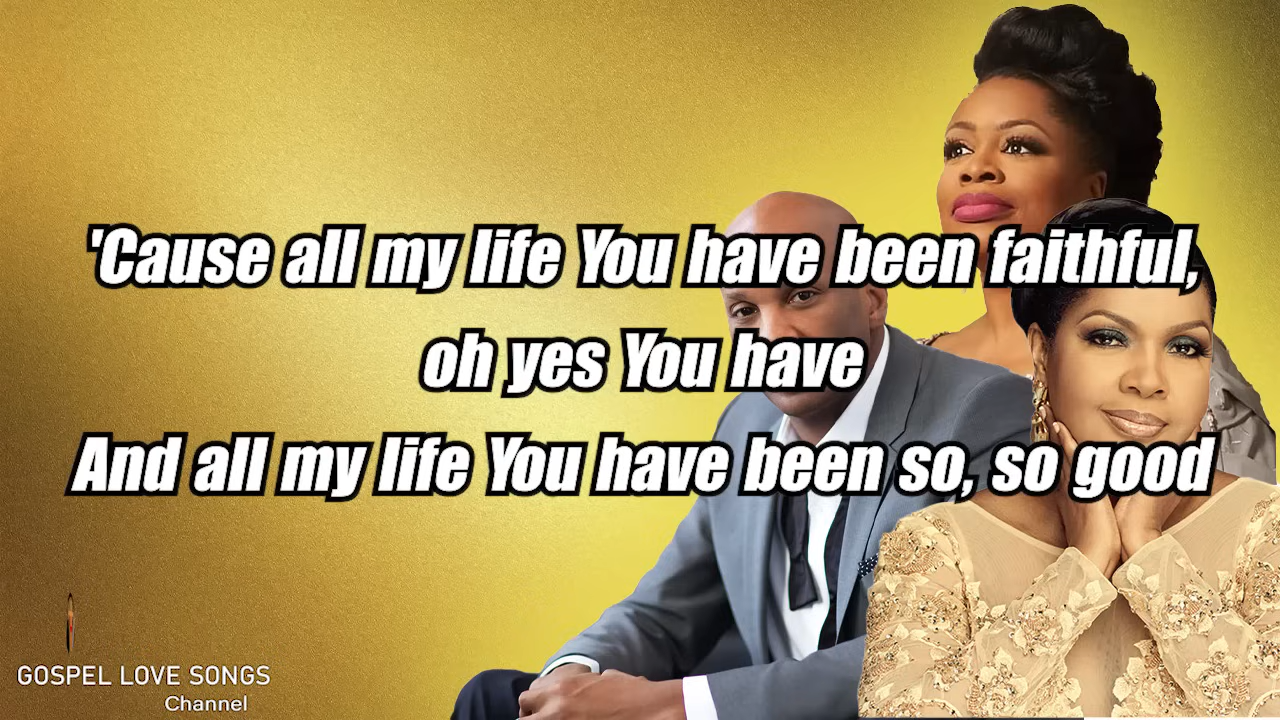 'Cause all my life You have been faithful,
oh yes You have
And all my life You have been so, so good
GOSPEL LOVE SONGS
Channel